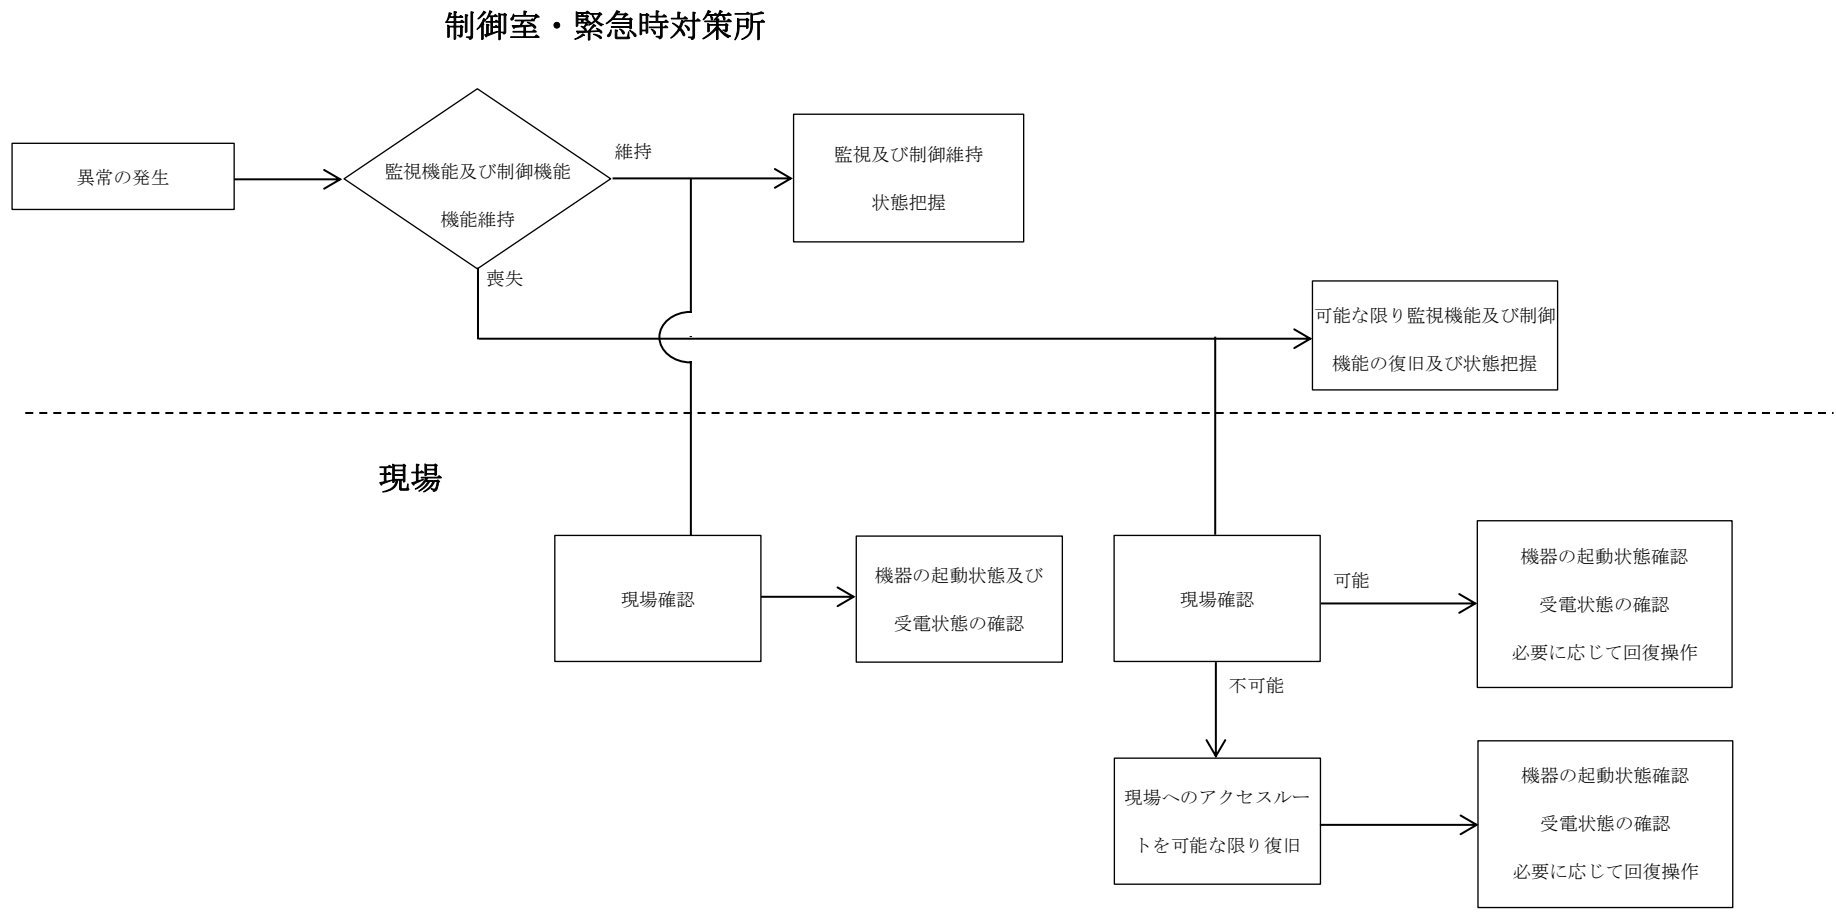 制御室・緊急時対策所
異常の発生
監視機能及び制御機能
機能維持
維持
監視及び制御維持
状態把握
喪失
可能な限り監視機能及び制御
機能の復旧及び状態把握
現場
現場確認
機器の起動状態及び
受電状態の確認
現場確認
可能
機器の起動状態確認
受電状態の確認
必要に応じて回復操作
不可能
現場へのアクセスルー
トを可能な限り復旧
機器の起動状態確認
受電状態の確認
必要に応じて回復操作